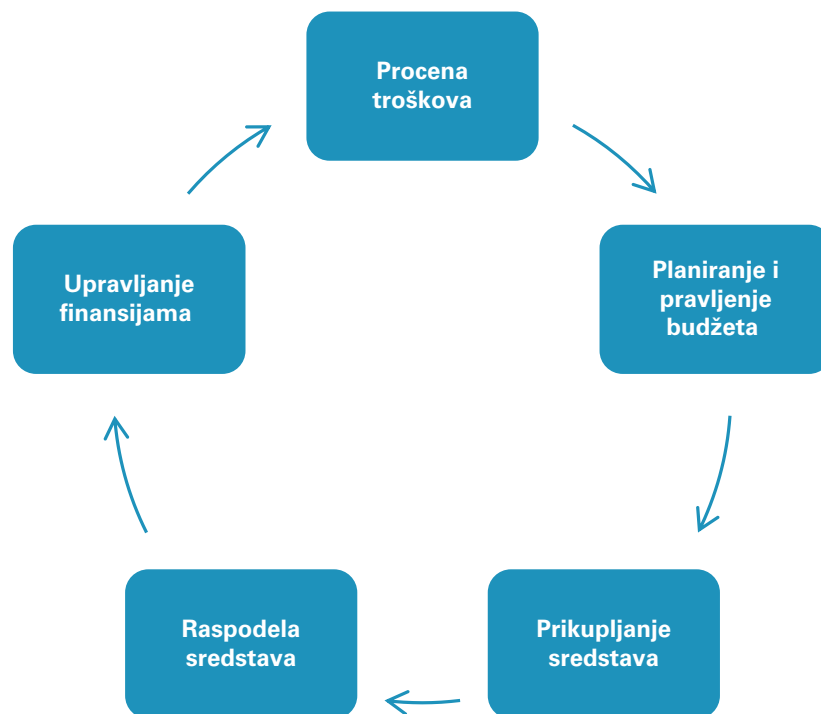 Procena
troškova
Planiranje i
pravljenje
budžeta
Prikupljanje
sredstava
Raspodela
sredstava
Upravljanje
finansijama